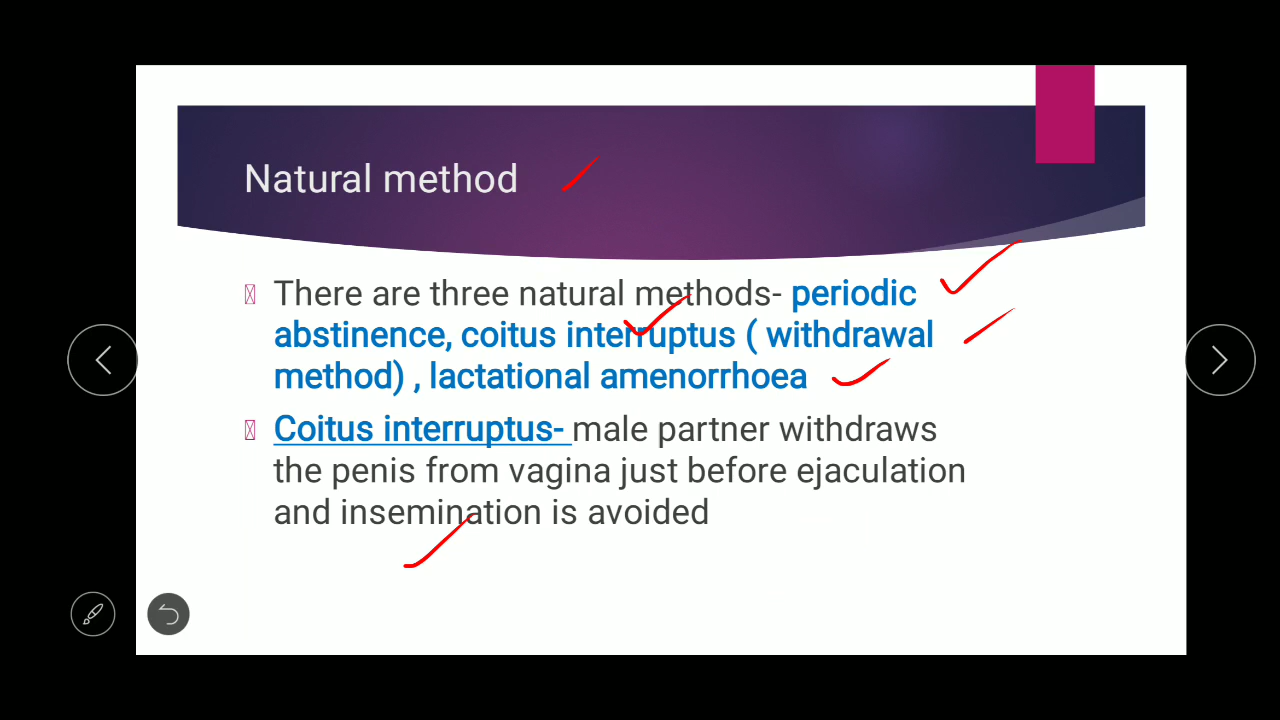 Natural method
There are three natural methods- periodic
abstinence, coitus interruptus ( withdrawal
method) , lactational amenorrhoea
Coitus interruptus- male partner withdraws
the penis from vagina just before ejaculation
and insemination is avoided